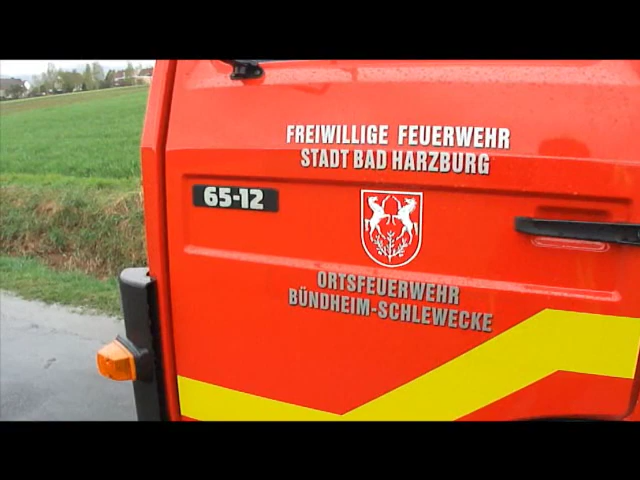 FREIWILLIGE FEUERWEHR
STADT BAD HARZBURG
65-12
ORTSFEUERWEHR
BÜNDHEIM-SCHLEWECKE